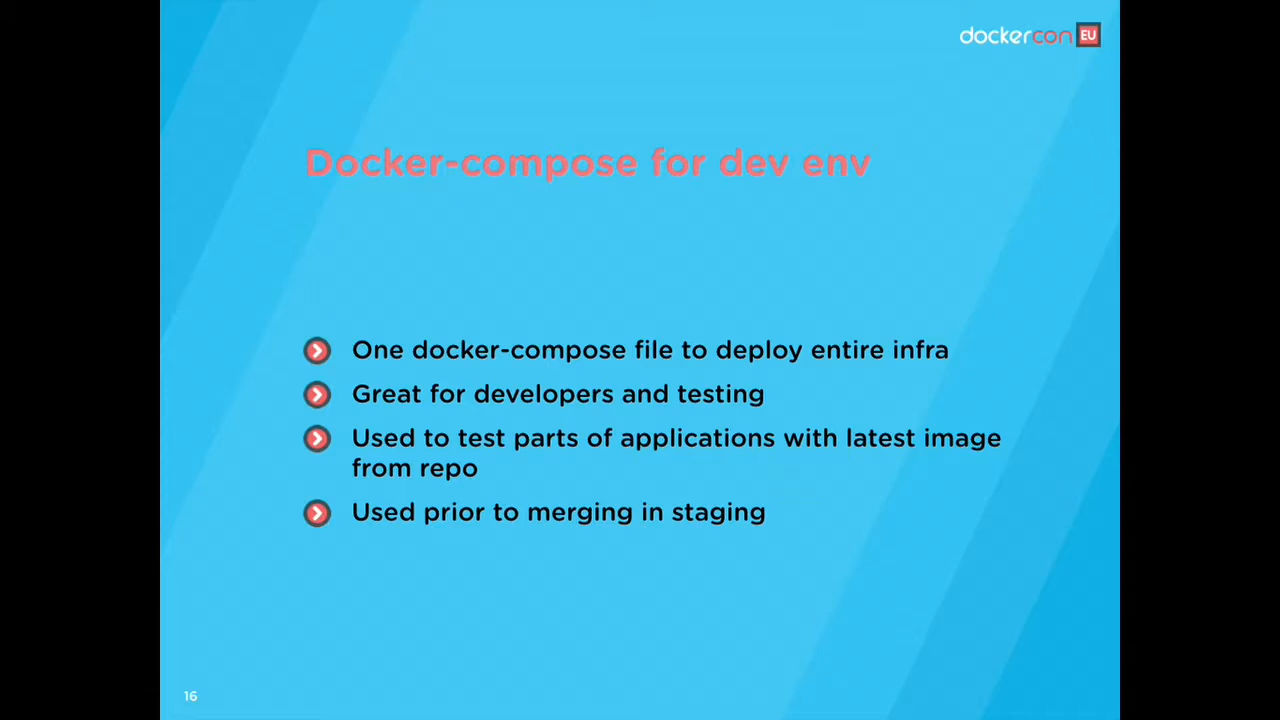 dockercon EU
Docker-compose for dev env
One docker-compose file to deploy entire infra
Great for developers and testing
Used to test parts of applications with latest image
from repo
Used prior to merging in staging
16